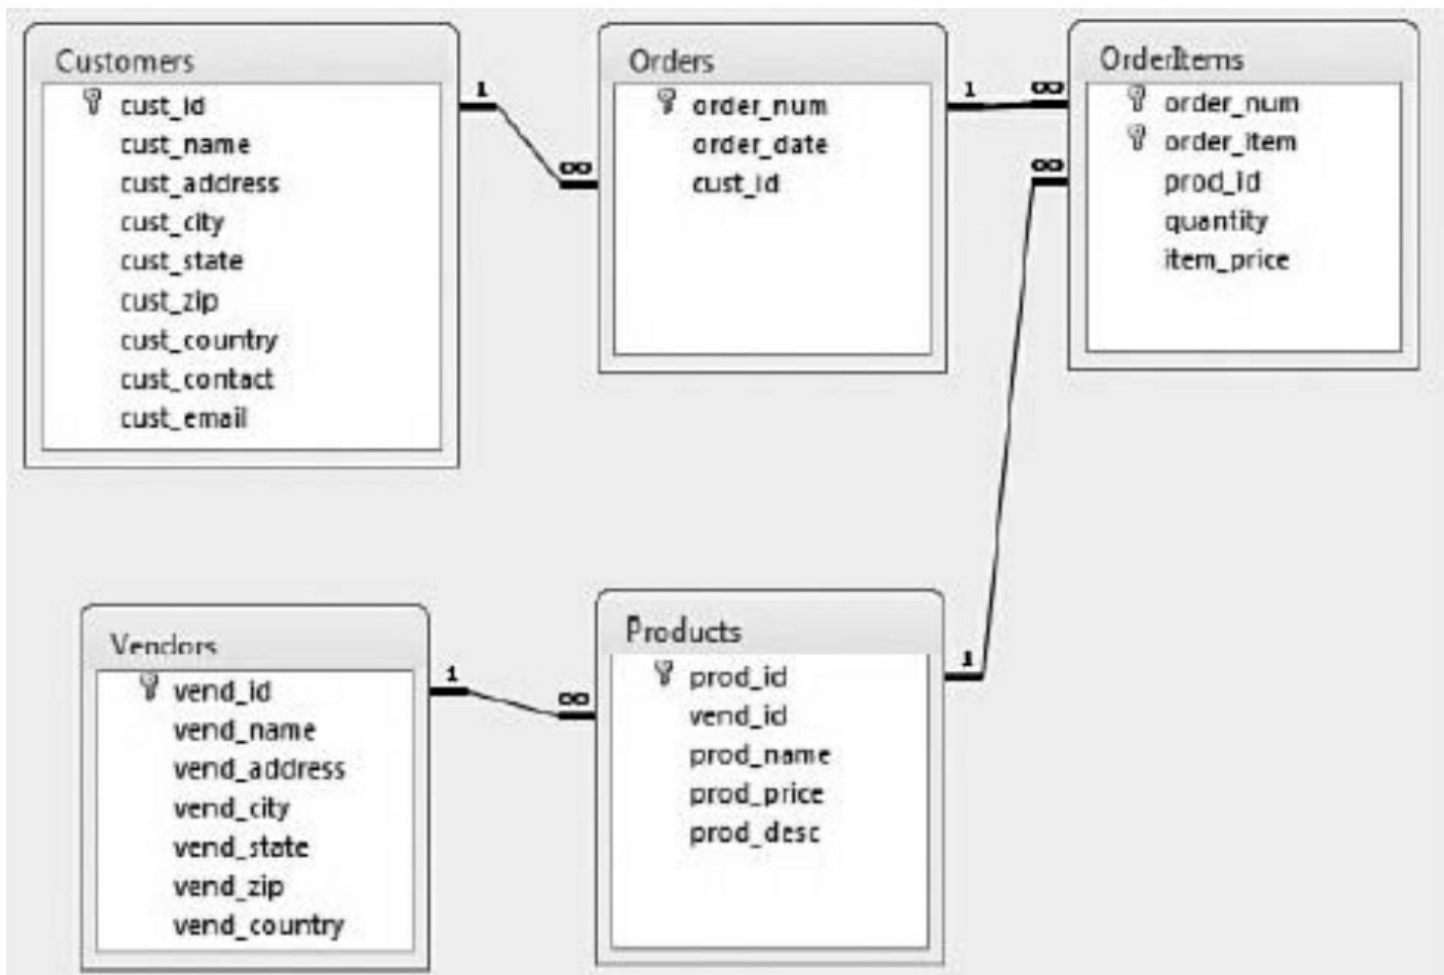 Customers
cust_id
cust_name
cust_address
cust_city
cust_state
cust_zip
cust_country
cust_contact
cust_email
1
∞
Orders
order_num
order_date
cust_id
1
∞
OrderItems
order_num
order_item
prod_id
quantity
item_price
∞
1
Vendors
vend_id
vend_name
vend_address
vend_city
vend_state
vend_zip
vend_country
1
∞
Products
prod_id
vend_id
prod_name
prod_price
prod_desc